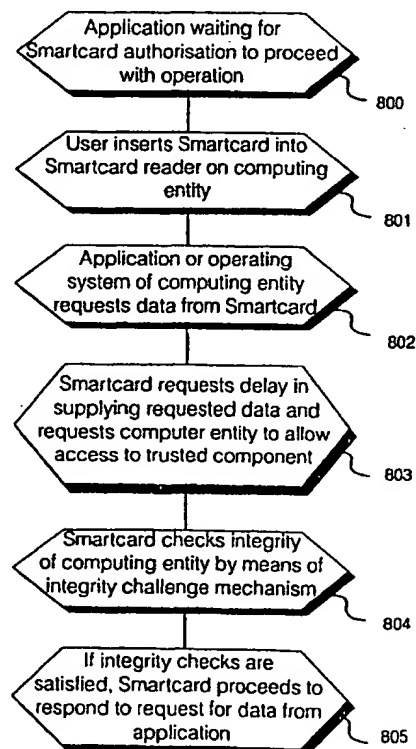 Application waiting for
Smartcard authorisation to proceed
with operation
800
User inserts Smartcard into
Smartcard reader on computing
entity
801
Application or operating
system of computing entity
requests data from Smartcard
802
Smartcard requests delay in
supplying requested data and
requests computer entity to allow
access to trusted component
803
Smartcard checks integrity
of computing entity by means of
integrity challenge mechanism
804
If integrity checks are
satisfied, Smartcard proceeds to
respond to request for data from
application
805